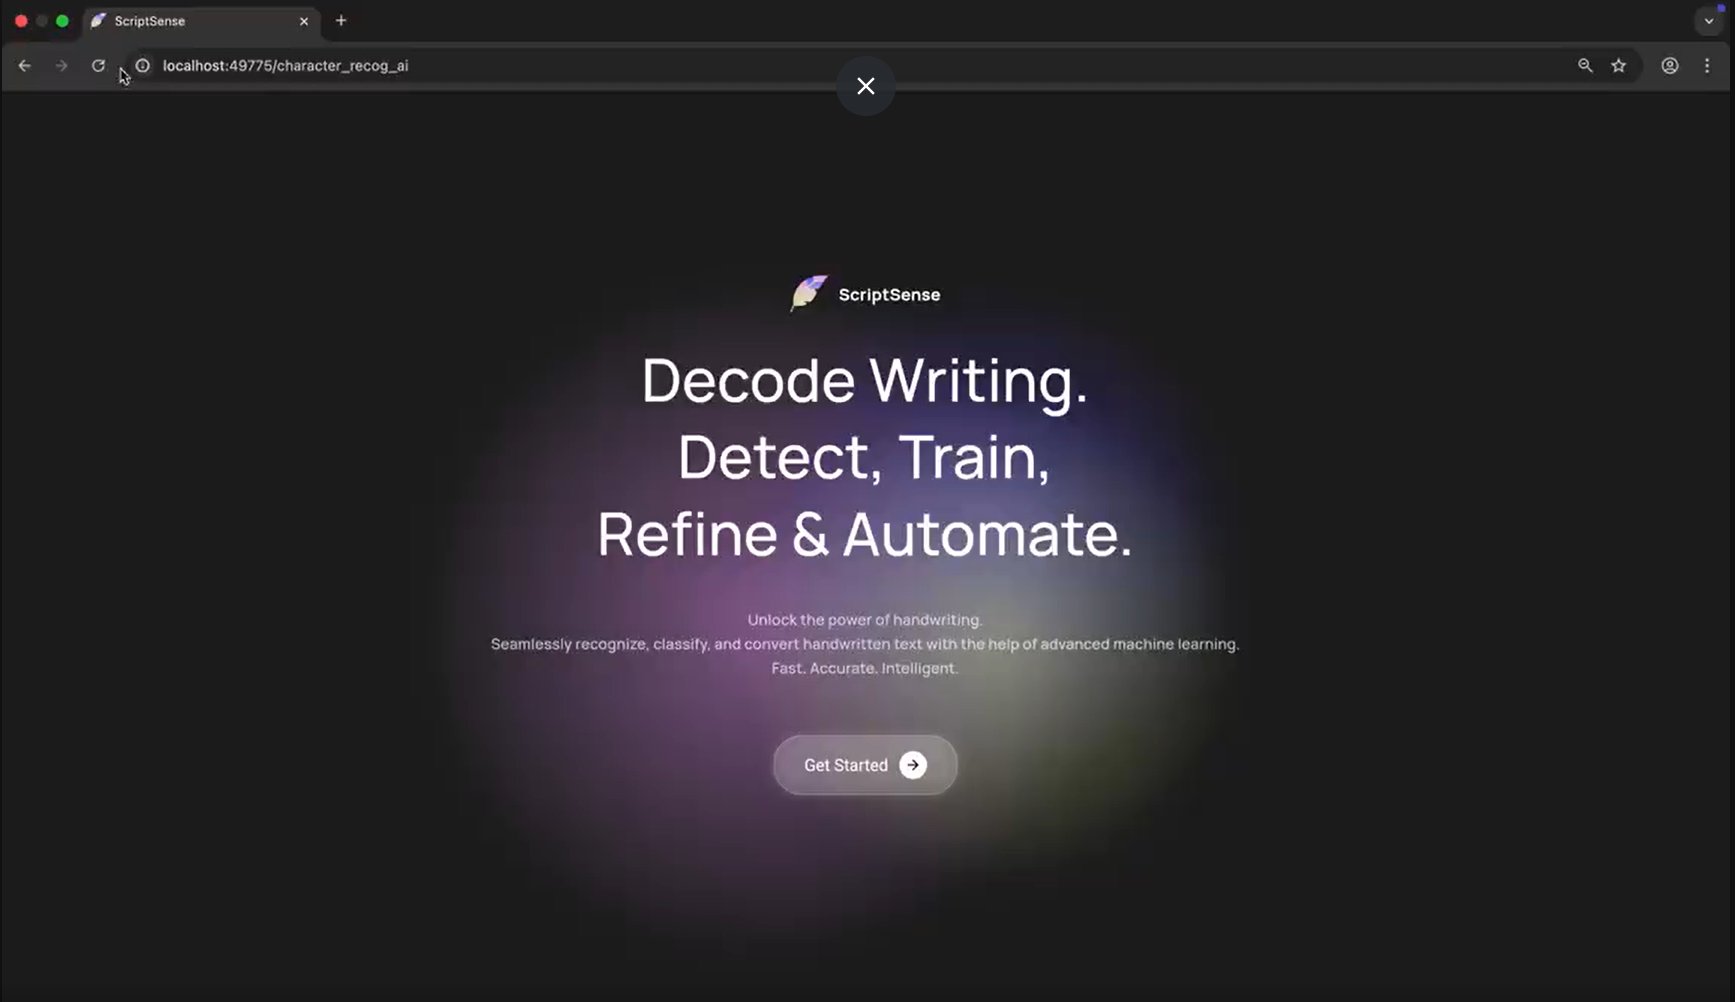 ScriptSense
localhost:49775/character_recog_ai
ScriptSense
Decode Writing.
Detect, Train,
Refine & Automate.
Unlock the power of handwriting.
Seamlessly recognize, classify, and convert handwritten text with the help of advanced machine learning.
Fast. Accurate. Intelligent.
Get Started